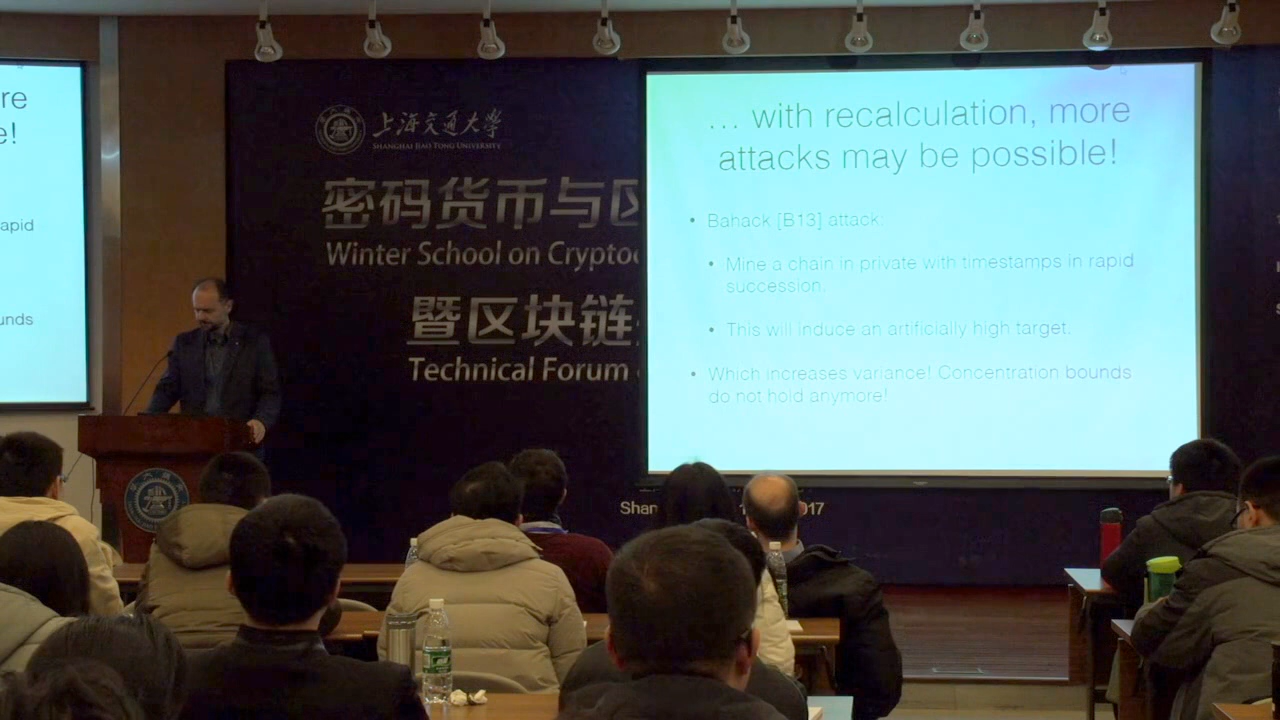 re
e!
apid
unds
上海交通大学
SHANGHAI JIAO TONG UNIVERSITY
密码货币与区
Winter School on Cryptoc
暨区块链
Technical Forum
... with recalculation, more
attacks may be possible!
• Bahack [B13] attack:
• Mine a chain in private with timestamps in rapid
succession.
• This will induce an artificially high target.
• Which increases variance! Concentration bounds
do not hold anymore!
Shan
17